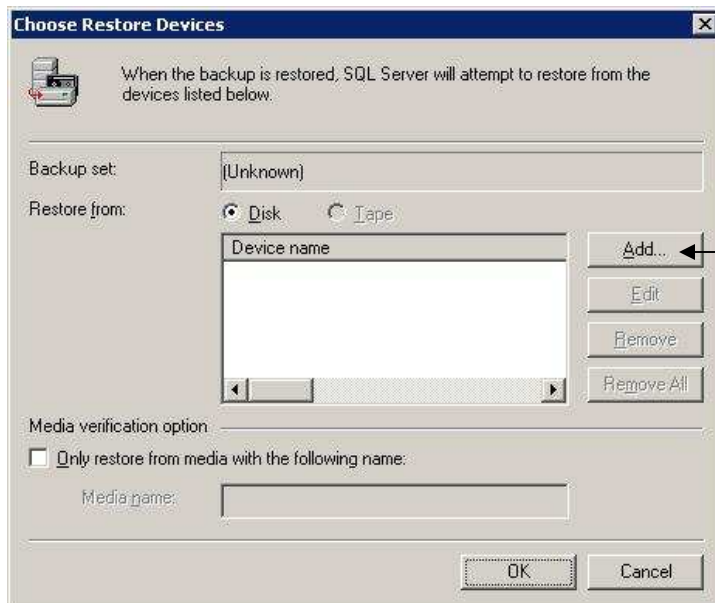 Choose Restore Devices
When the backup is restored, SQL Server will attempt to restore from the
devices listed below.
Backup set:
(Unknown)
Restore from:
Disk
Tape
Device name
Add...
Edit
Remove
Remove All
Media verification option
Only restore from media with the following name:
Media name:
OK
Cancel